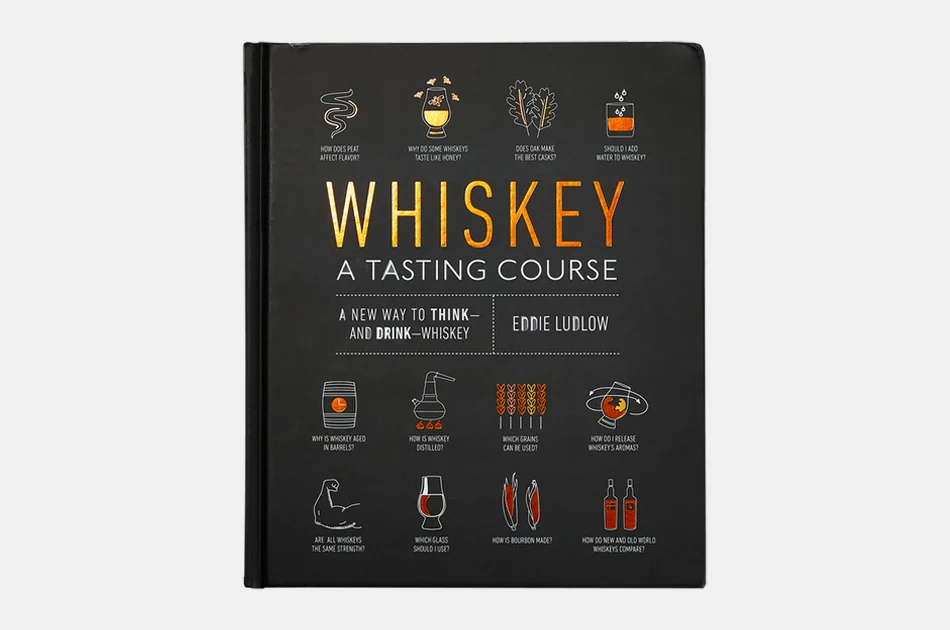 HOW DOES PEAT
AFFECT FLAVOR?
WHY DO SOME WHISKEYS
TASTE LIKE HONEY?
DOES OAK MAKE
THE BEST CASKS?
SHOULD I ADD
WATER TO WHISKEY?
WHISKEY
A TASTING COURSE
A NEW WAY TO THINK—
AND DRINK—WHISKEY
EDDIE LUDLOW
WHY IS WHISKEY AGED
IN BARRELS?
HOW IS WHISKEY
DISTILLED?
WHICH GRAINS
CAN BE USED?
HOW DO I RELEASE
WHISKEY'S AROMAS?
ARE ALL WHISKEYS
THE SAME STRENGTH?
WHICH GLASS
SHOULD I USE?
HOW IS BOURBON MADE?
HOW DO NEW AND OLD WORLD
WHISKEYS COMPARE?